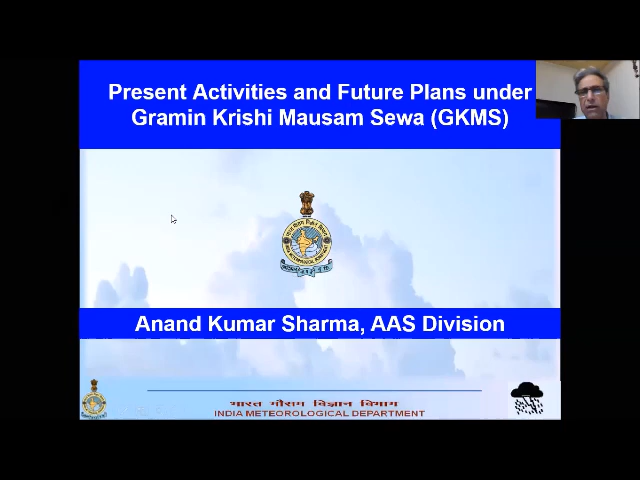 Present Activities and Future Plans under
Gramin Krishi Mausam Sewa (GKMS)
Anand Kumar Sharma, AAS Division
भारत मौसम विज्ञान विभाग
INDIA METEOROLOGICAL DEPARTMENT